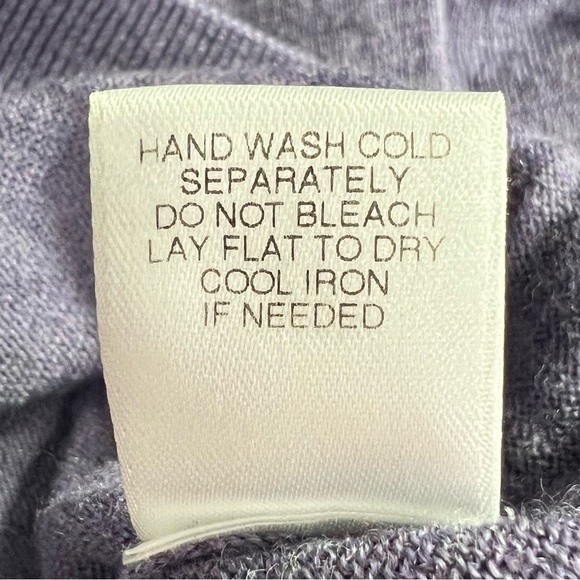 HAND WASH COLD
SEPARATELY
DO NOT BLEACH
LAY FLAT TO DRY
COOL IRON
IF NEEDED